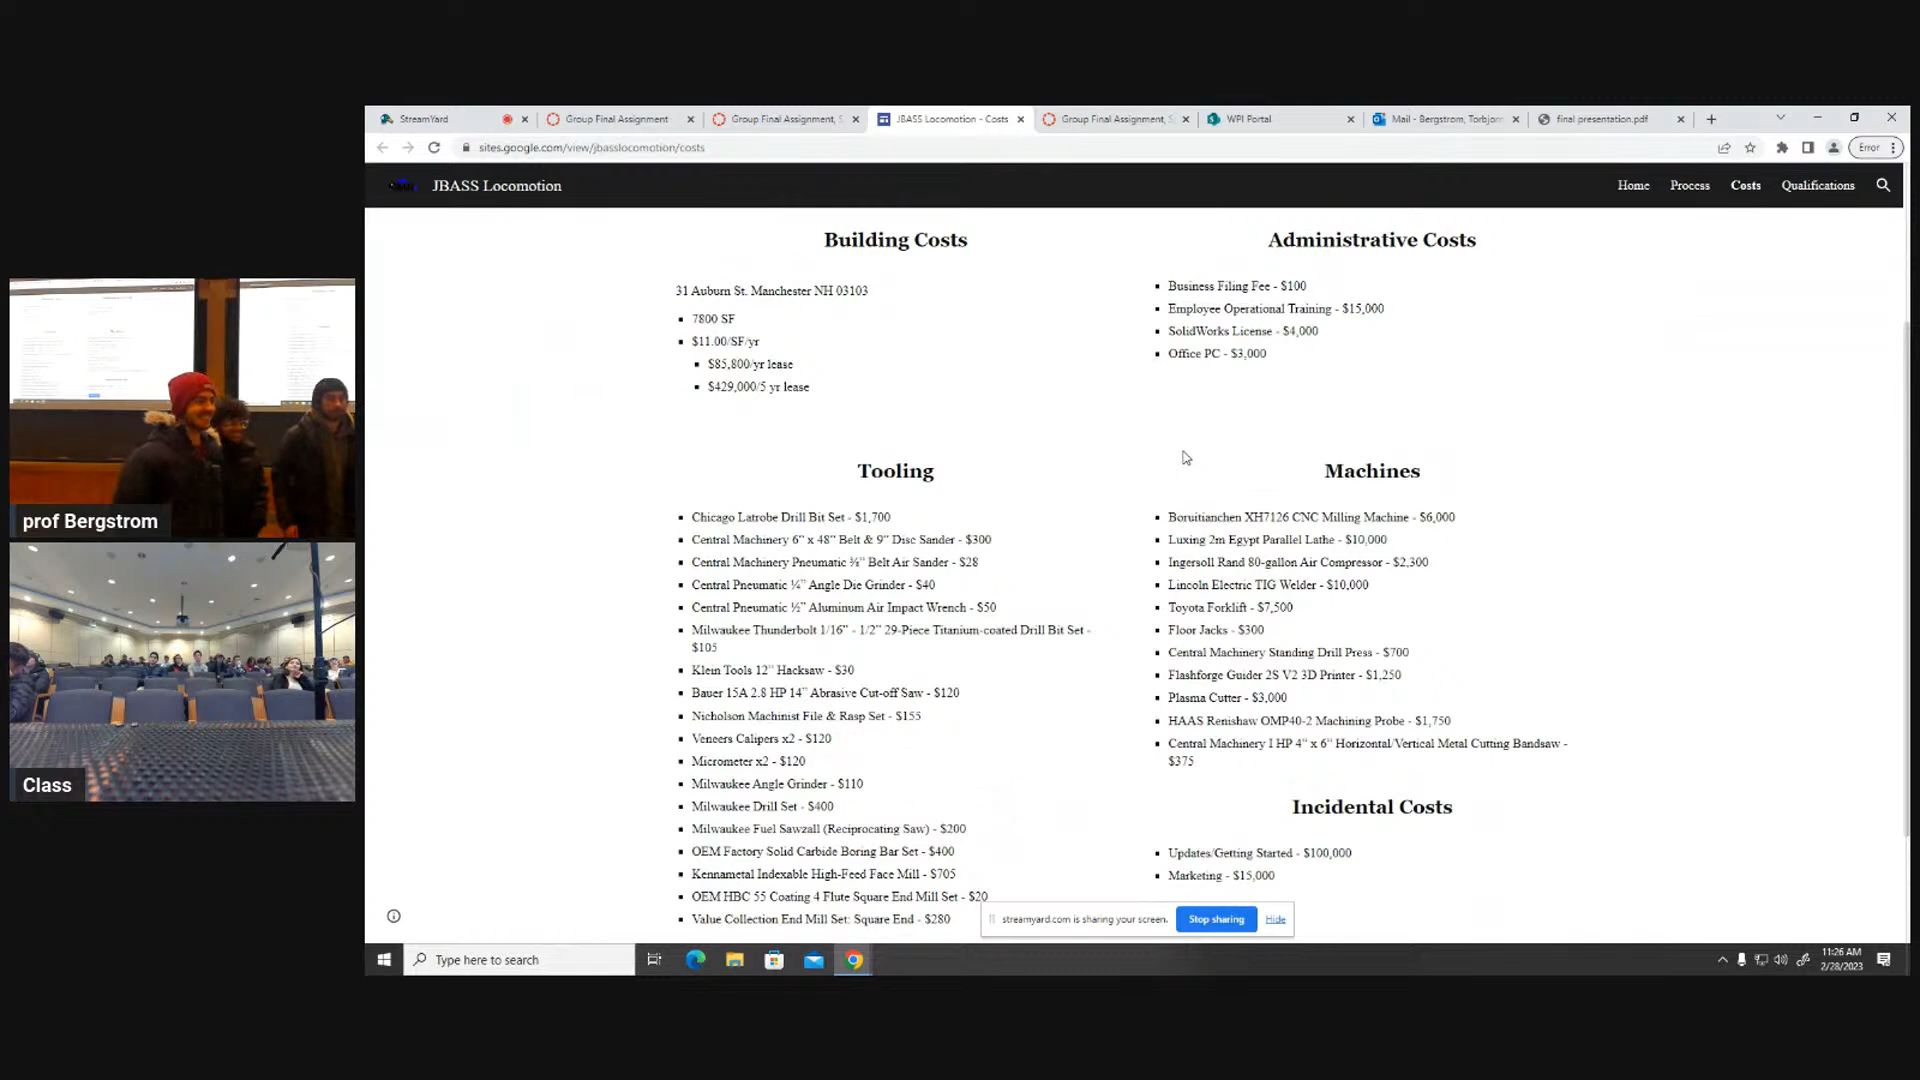 StreamYard
Group Final Assignment
Group Final Assignment, S
JBASS Locomotion - Costs
Group Final Assignment, S
WPI Portal
Mail - Bergstrom, Torbjorn
final presentation.pdf
sites.google.com/view/jbasslocomotion/costs
Error
JBASS Locomotion
Home
Process
Costs
Qualifications
Building Costs
31 Auburn St. Manchester NH 03103
7800 SF
$11.00/SF/yr
$85,800/yr lease
$429,000/5 yr lease
Administrative Costs
Business Filing Fee - $100
Employee Operational Training - $15,000
SolidWorks License - $4,000
Office PC - $3,000
Tooling
Chicago Latrobe Drill Bit Set - $1,700
Central Machinery 6" x 48" Belt & 9" Disc Sander - $300
Central Machinery Pneumatic ⅜" Belt Air Sander - $28
Central Pneumatic ¼" Angle Die Grinder - $40
Central Pneumatic ½" Aluminum Air Impact Wrench - $50
Milwaukee Thunderbolt 1/16" - 1/2" 29-Piece Titanium-coated Drill Bit Set -
$105
Klein Tools 12" Hacksaw - $30
Bauer 15A 2.8 HP 14" Abrasive Cut-off Saw - $120
Nicholson Machinist File & Rasp Set - $155
Veneers Calipers x2 - $120
Micrometer x2 - $120
Milwaukee Angle Grinder - $110
Milwaukee Drill Set - $400
Milwaukee Fuel Sawzall (Reciprocating Saw) - $200
OEM Factory Solid Carbide Boring Bar Set - $400
Kennametal Indexable High-Feed Face Mill - $705
OEM HBC 55 Coating 4 Flute Square End Mill Set - $20
Value Collection End Mill Set: Square End - $280
Machines
Boruitianchen XH7126 CNC Milling Machine - $6,000
Luxing 2m Egypt Parallel Lathe - $10,000
Ingersoll Rand 80-gallon Air Compressor - $2,300
Lincoln Electric TIG Welder - $10,000
Toyota Forklift - $7,500
Floor Jacks - $300
Central Machinery Standing Drill Press - $700
Flashforge Guider 2S V2 3D Printer - $1,250
Plasma Cutter - $3,000
HAAS Renishaw OMP40-2 Machining Probe - $1,750
Central Machinery I HP 4" x 6" Horizontal/Vertical Metal Cutting Bandsaw -
$375
Incidental Costs
Updates/Getting Started - $100,000
Marketing - $15,000
streamyard.com is sharing your screen.
Stop sharing
Hide
prof Bergstrom
Class
Type here to search
11:26 AM
2/28/2023